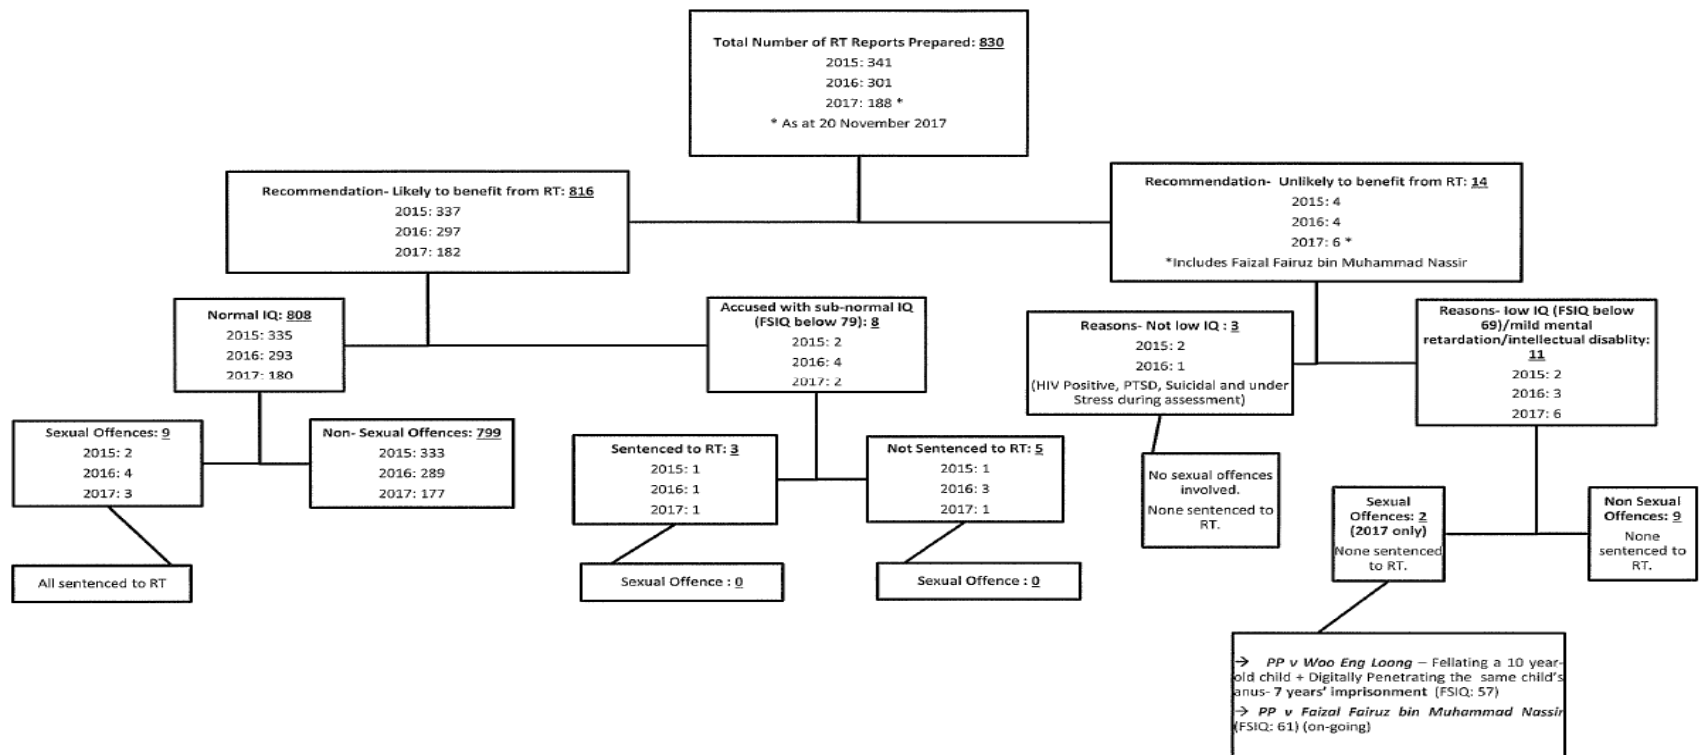 Total Number of RT Reports Prepared: 830
2015: 341
2016: 301
2017: 188 *
* As at 20 November 2017
Recommendation- Likely to benefit from RT: 816
2015: 337
2016: 297
2017: 182
Recommendation- Unlikely to benefit from RT: 14
2015: 4
2016: 4
2017: 6 *
*Includes Faizal Fairuz bin Muhammad Nassir
Normal IQ: 808
2015: 335
2016: 293
2017: 180
Accused with sub-normal IQ
(FSIQ below 79): 8
2015: 2
2016: 4
2017: 2
Reasons- Not low IQ : 3
2015: 2
2016: 1
(HIV Positive, PTSD, Suicidal and under
Stress during assessment)
Reasons- low IQ (FSIQ below
69)/mild mental
retardation/intellectual disablity:
11
2015: 2
2016: 3
2017: 6
Sexual Offences: 9
2015: 2
2016: 4
2017: 3
Non- Sexual Offences: 799
2015: 333
2016: 289
2017: 177
Sentenced to RT: 3
2015: 1
2016: 1
2017: 1
Not Sentenced to RT: 5
2015: 1
2016: 3
2017: 1
No sexual offences
involved.
None sentenced to
RT.
Sexual
Offences: 2
(2017 only)
None sentenced
to RT.
Non Sexual
Offences: 9
None
sentenced to
RT.
All sentenced to RT
Sexual Offence : 0
Sexual Offence : 0
→ PP v Woo Eng Loong – Fellating a 10 year-
old child + Digitally Penetrating the same child's
anus- 7 years' imprisonment (FSIQ: 57)
→ PP v Faizal Fairuz bin Muhammad Nassir
(FSIQ: 61) (on-going)